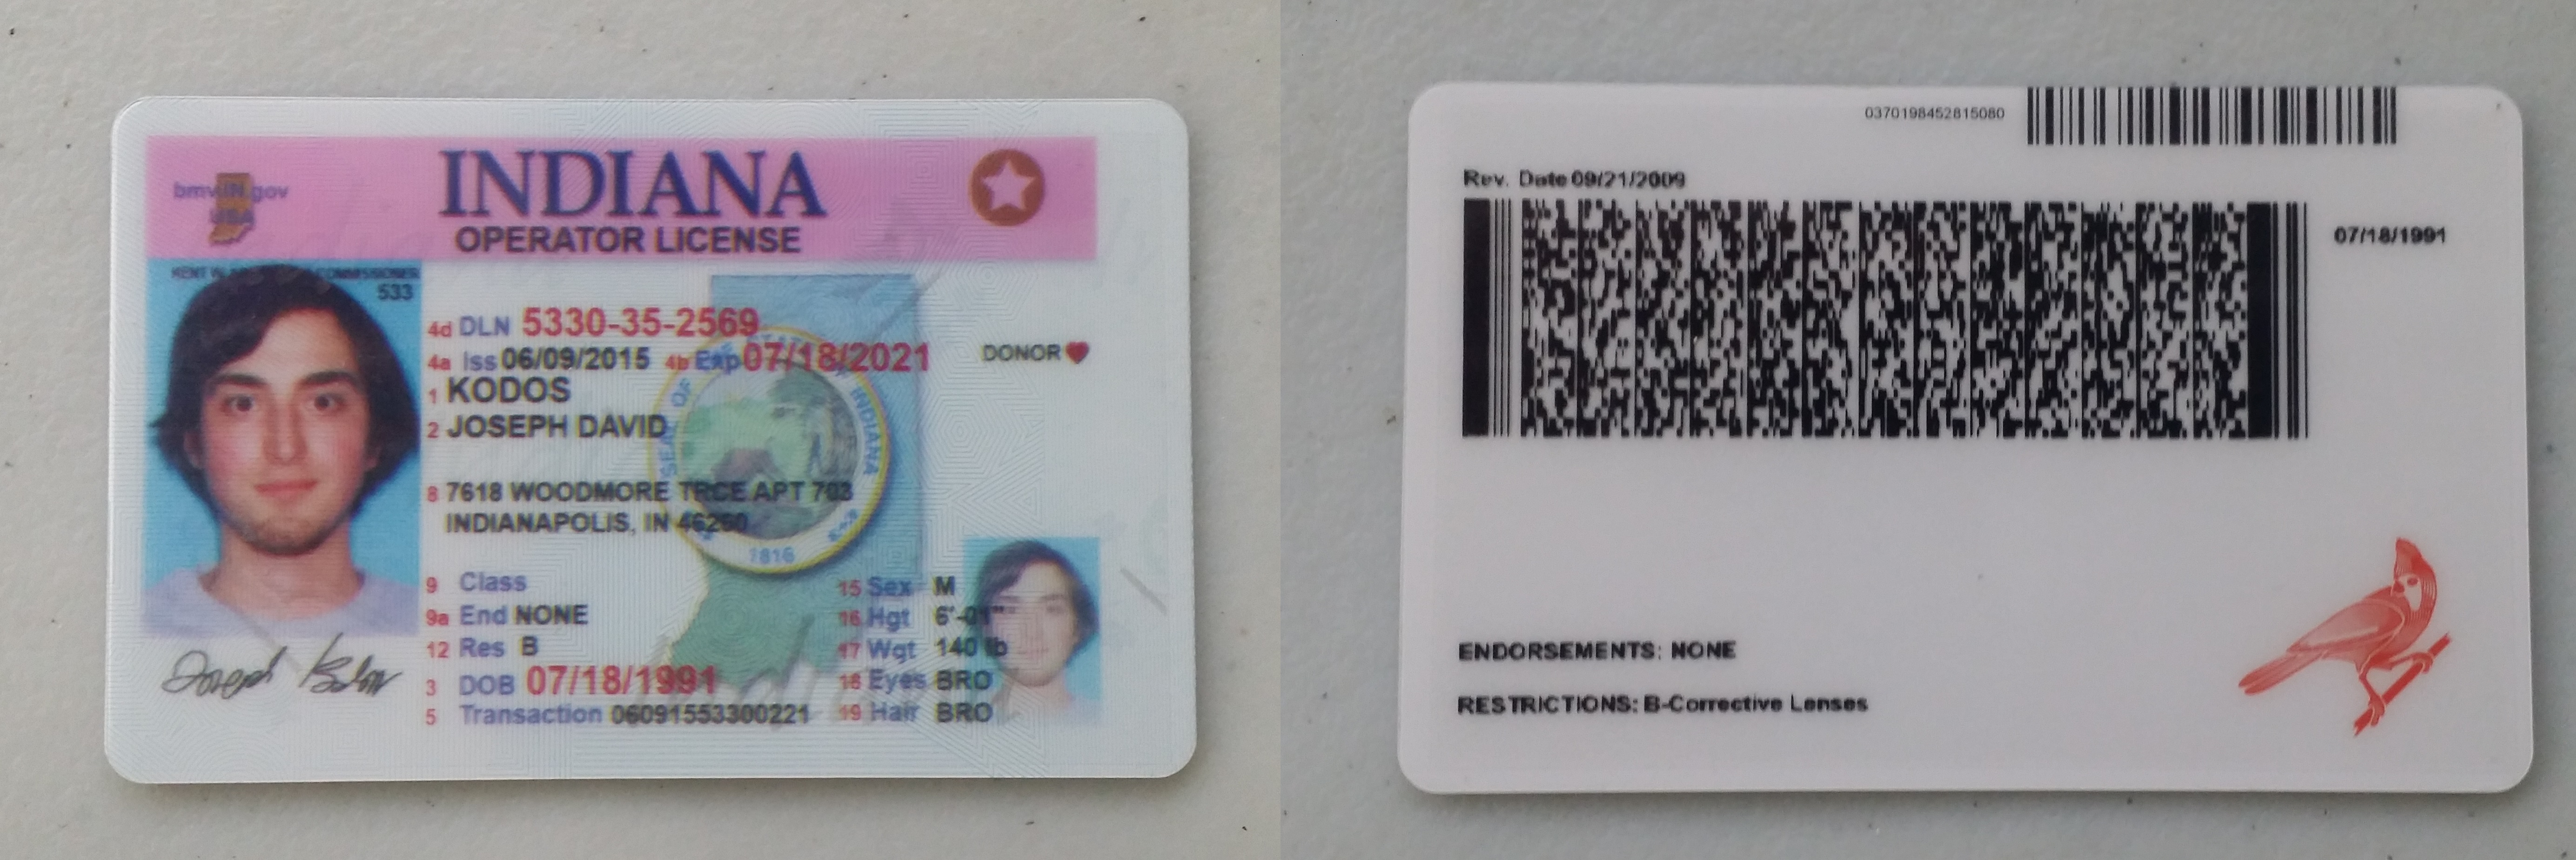 bmv.IN.gov
USA
INDIANA
OPERATOR LICENSE
COMMISSIONER
533
4d DLN 5330-35-2569
4a Iss 06/09/2015 4b Exp 07/18/2021
DONOR
1 KODOS
2 JOSEPH DAVID
8 7618 WOODMORE TRCE APT 703
INDIANAPOLIS, IN 46260
SEAL OF THE STATE OF INDIANA
1816
9 Class
9a End NONE
12 Res B
3 DOB 07/18/1991
5 Transaction 06091553300221
15 Sex M
16 Hgt 6'-01"
17 Wgt 140 lb
18 Eyes BRO
19 Hair BRO
Joseph Kodos
0370198452815080
Rev. Date 09/21/2009
07/18/1991
ENDORSEMENTS: NONE
RESTRICTIONS: B-Corrective Lenses